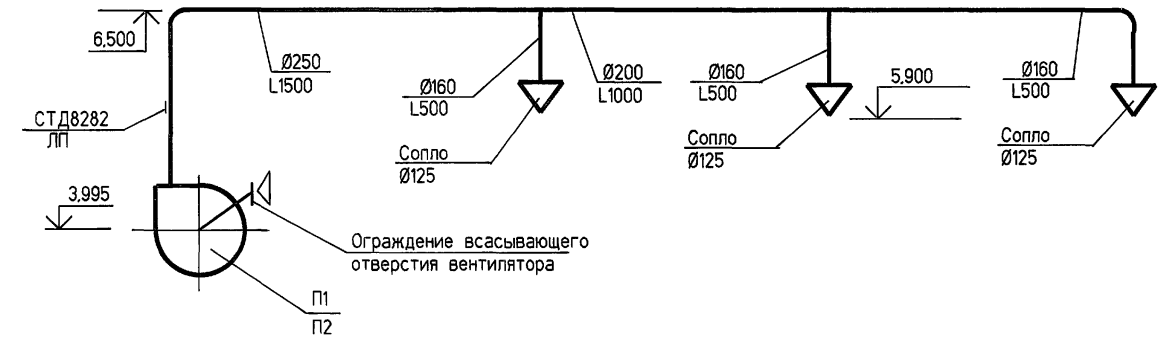 6,500
Ø250
L1500
Ø160
L500
Ø200
L1000
Ø160
L500
5,900
Ø160
L500
СТД8282
ЛП
Сопло
Ø125
Сопло
Ø125
Сопло
Ø125
3,995
Ограждение всасывающего
отверстия вентилятора
П1
П2